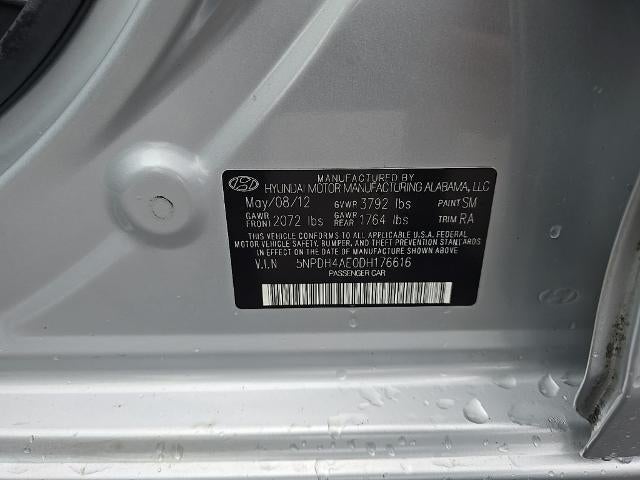 MANUFACTURED BY
HYUNDAI MOTOR MANUFACTURING ALABAMA, LLC
May/08/12 GVWR 3792 lbs PAINT SM
GAWR FRONT 2072 lbs GAWR REAR 1764 lbs TRIM RA
THIS VEHICLE CONFORMS TO ALL APPLICABLE U.S.A FEDERAL
MOTOR VEHICLE SAFETY, BUMPER, AND THEFT PREVENTION
STANDARDS IN EFFECT ON THE DATE OF MANUFACTURE SHOWN ABOVE.
V.I.N 5NPDH4AE0DH176616
PASSENGER CAR